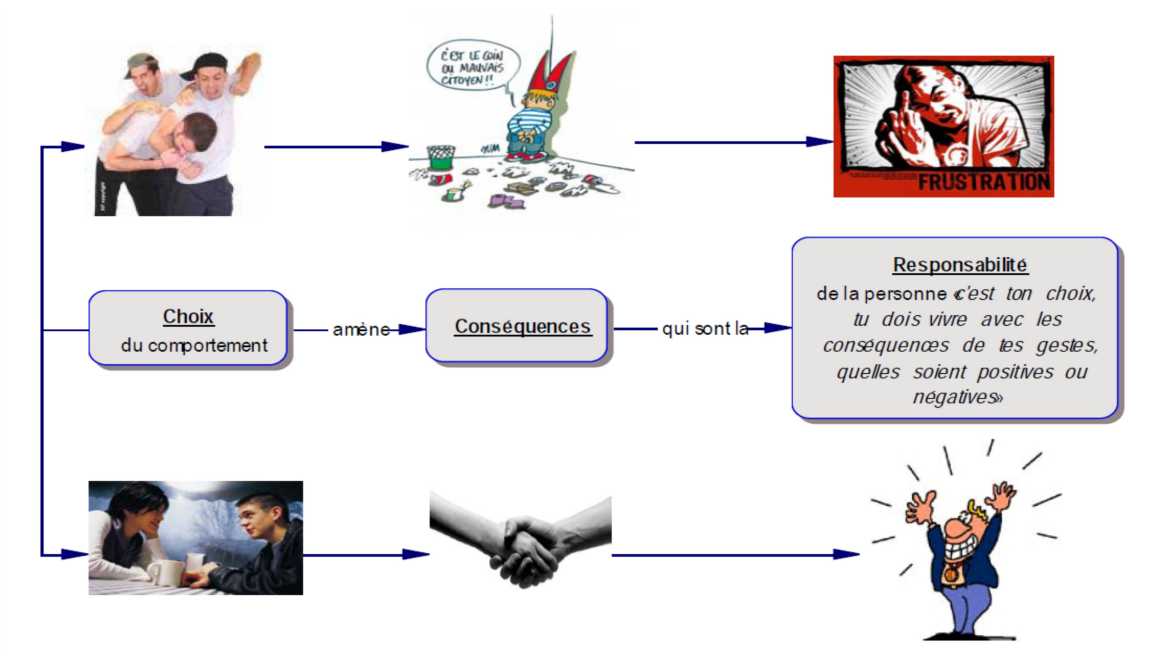 C'EST LE COIN
DU MAUVAIS
CITOYEN!!
FRUSTRATION
Choix
du comportement
amène
Conséquences
qui sont la
Responsabilité
de la personne «c'est ton choix,
tu dois vivre avec les
conséquences de tes gestes,
quelles soient positives ou
négatives»